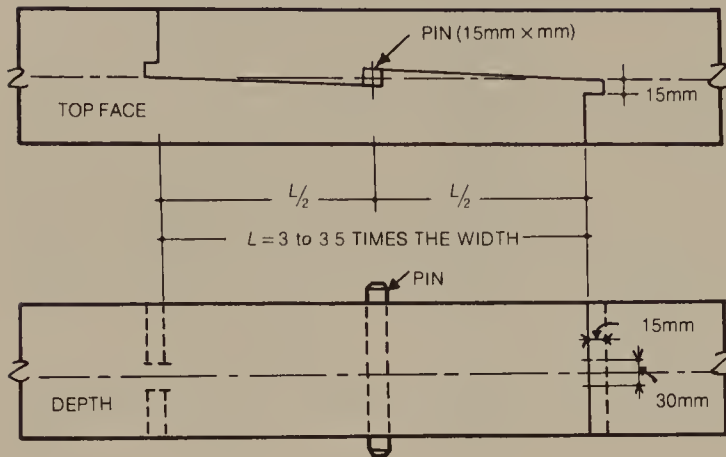 PIN (15mm × mm)
15mm
TOP FACE
L/2 L/2
L = 3 to 3 5 TIMES THE WIDTH
PIN
15mm
DEPTH
30mm